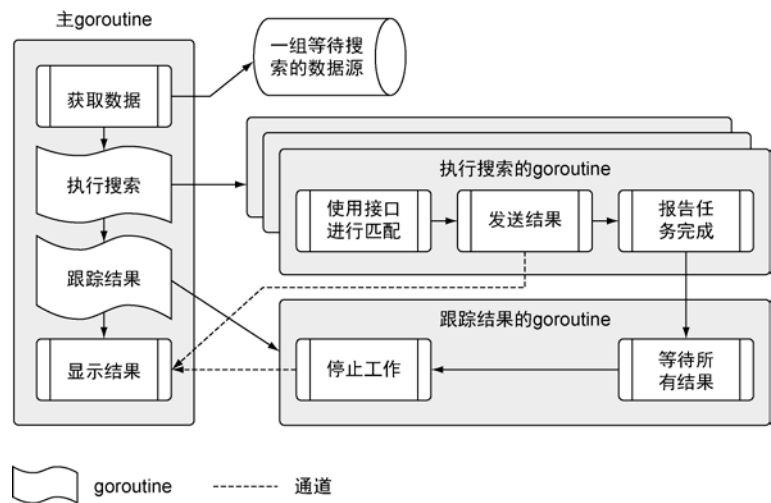 主goroutine
一组等待搜
索的数据源
获取数据
执行搜索
跟踪结果
显示结果
执行搜索的goroutine
使用接口
进行匹配
发送结果
报告任
务完成
跟踪结果的goroutine
停止工作
等待所
有结果
goroutine
通道